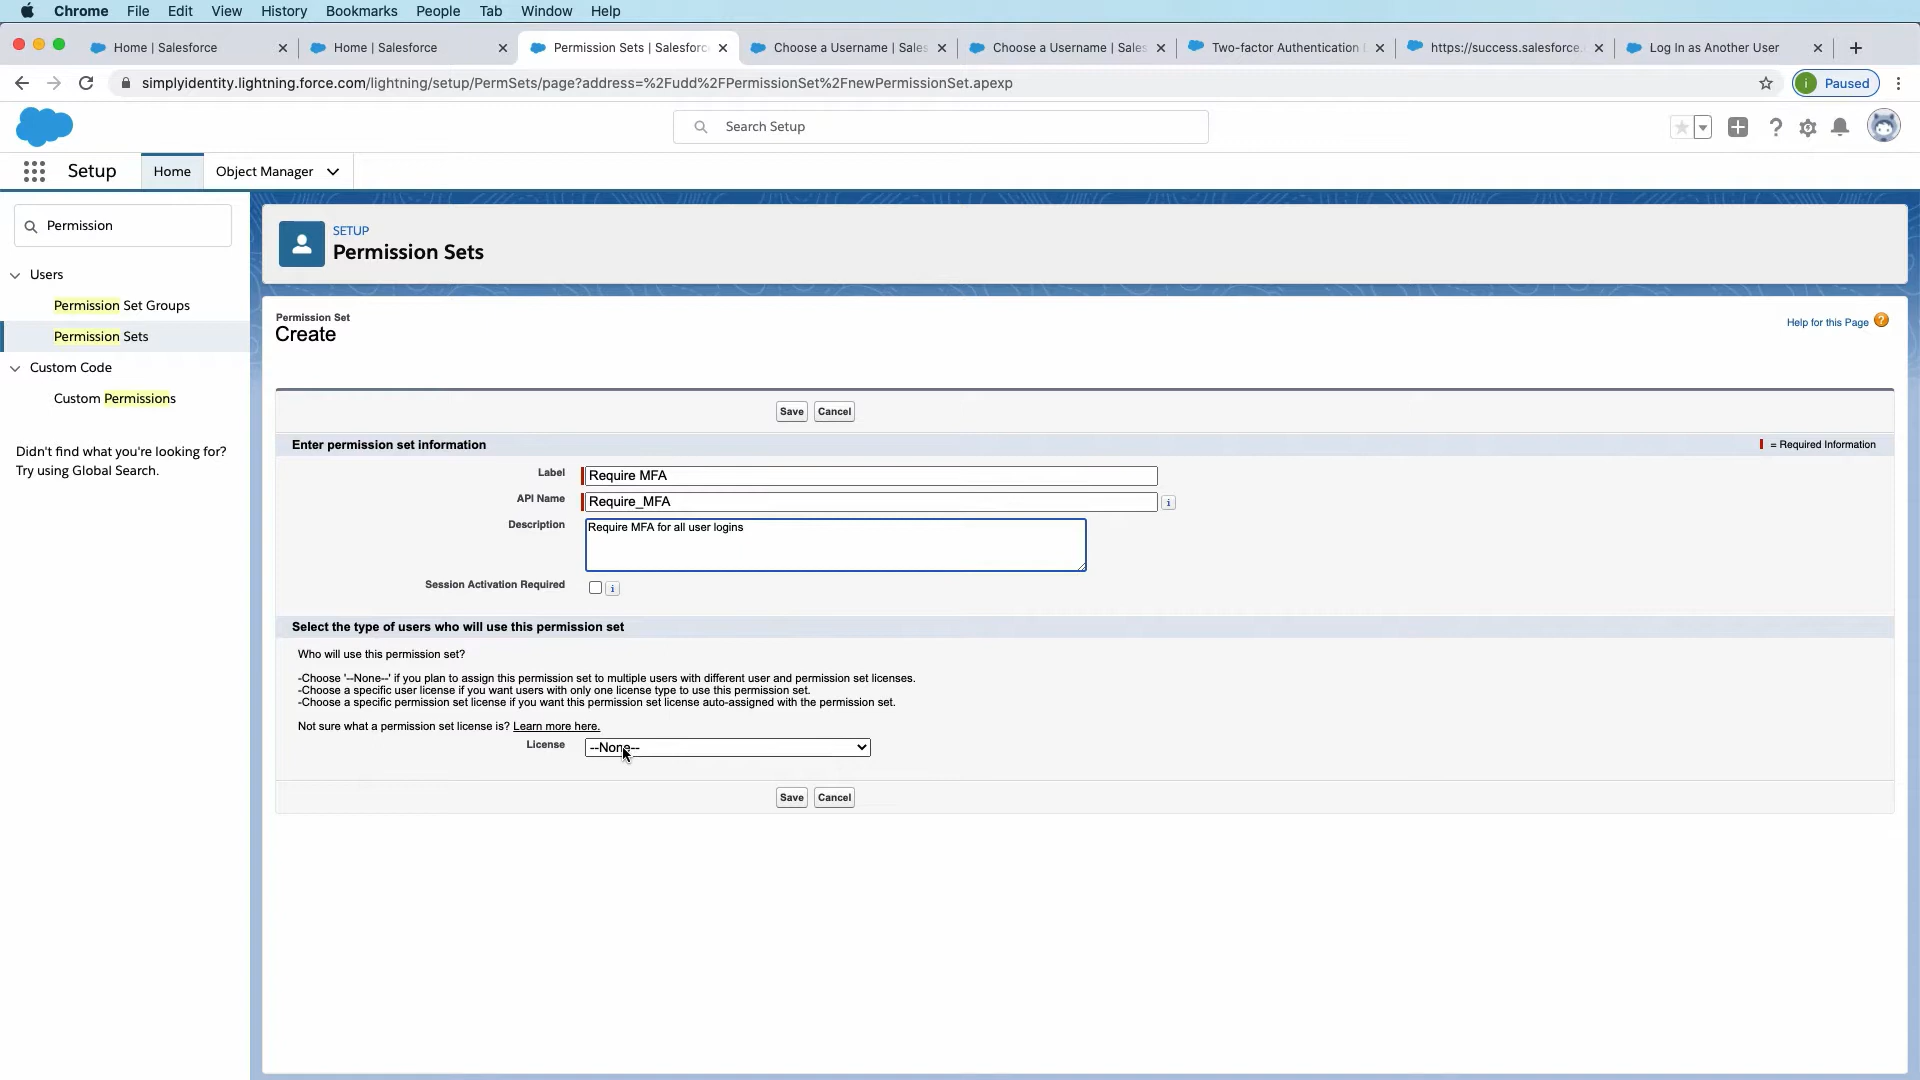 Chrome File Edit View History Bookmarks People Tab Window Help
Home | Salesforce
Home | Salesforce
Permission Sets | Salesforc
Choose a Username | Sales
Choose a Username | Sales
Two-factor Authentication
https://success.salesforce.
Log In as Another User
simplyidentity.lightning.force.com/lightning/setup/PermSets/page?address=%2Fudd%2FPermissionSet%2FnewPermissionSet.apexp
i Paused
Search Setup
Setup Home Object Manager
Permission
Users
Permission Set Groups
Permission Sets
Custom Code
Custom Permissions
Didn't find what you're looking for?
Try using Global Search.
SETUP
Permission Sets
Permission Set
Create
Help for this Page ?
Save Cancel
Enter permission set information
= Required Information
Label Require MFA
API Name Require_MFA i
Description Require MFA for all user logins
Session Activation Required i
Select the type of users who will use this permission set
Who will use this permission set?
-Choose '--None--' if you plan to assign this permission set to multiple users with different user and permission set licenses.
-Choose a specific user license if you want users with only one license type to use this permission set.
-Choose a specific permission set license if you want this permission set license auto-assigned with the permission set.
Not sure what a permission set license is? Learn more here.
License --None--
Save Cancel